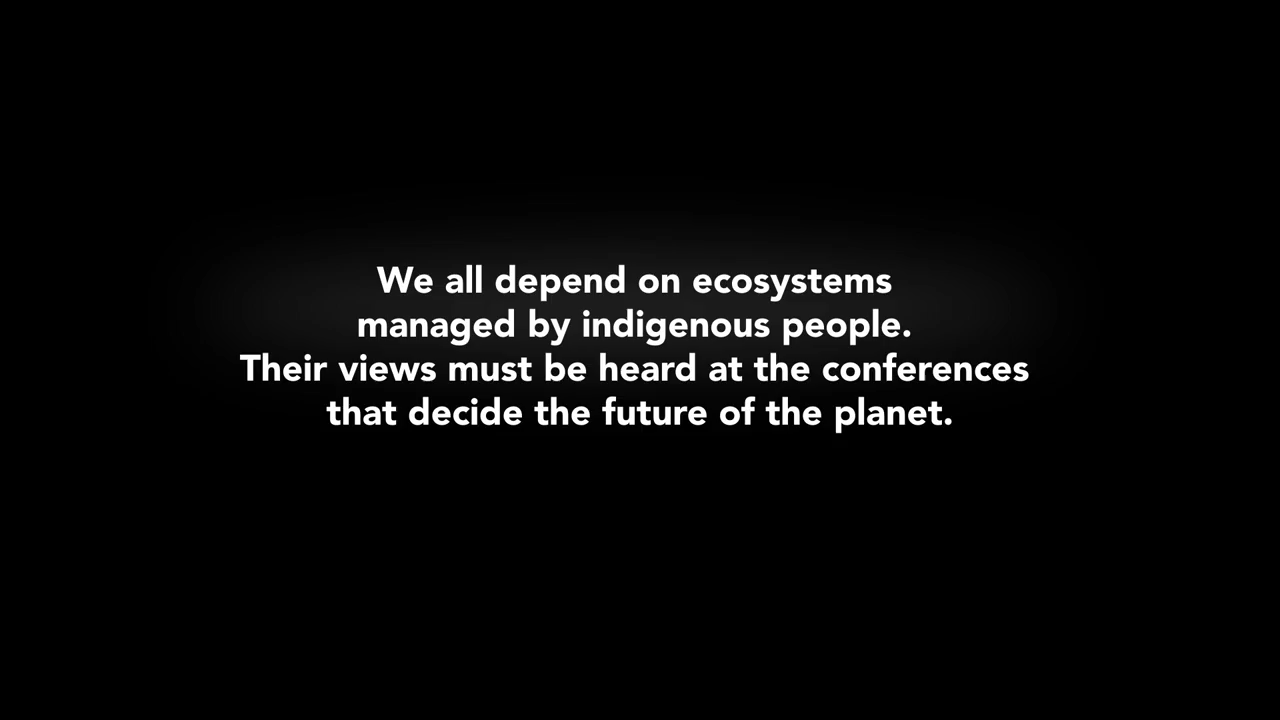 We all depend on ecosystems
managed by indigenous people.
Their views must be heard at the conferences
that decide the future of the planet.